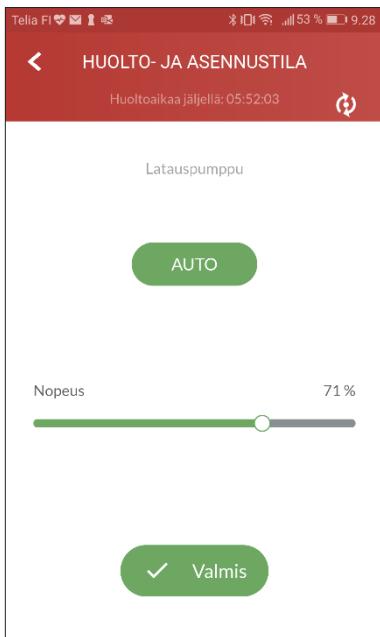 Telia FI 53 % 9.28
HUOLTO- JA ASENNUSTILA
Huoltoaikaa jäljellä: 05:52:03
Latauspumppu
AUTO
Nopeus 71 %
Valmis